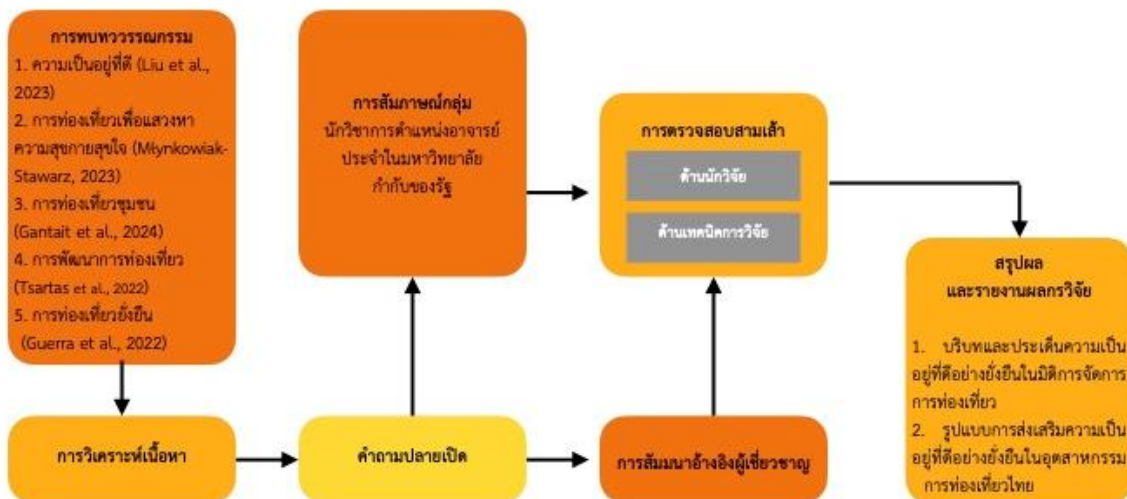 การทบทววรรณกรรม
1. ความเป็นอยู่ที่ดี (Liu et al.,
2023)
2. การท่องเที่ยวเพื่อแสวงหา
ความสุขกายสุขใจ (Młynkowiak-
Stawarz, 2023)
3. การท่องเที่ยวชุมชน
(Gantait et al., 2024)
4. การพัฒนาการท่องเที่ยว
(Tsartas et al., 2022)
5. การท่องเที่ยวยั่งยืน
(Guerra et al., 2022)
การวิเคราะห์เนื้อหา
คำถามปลายเปิด
การสัมภาษณ์กลุ่ม
นักวิชาการตำแหน่งอาจารย์
ประจำในมหาวิทยาลัย
กำกับของรัฐ
การสัมมนาอ้างอิงผู้เชี่ยวชาญ
การตรวจสอบสามเส้า
ด้านนักวิจัย
ด้านเทคนิคการวิจัย
สรุปผล
และรายงานผลกรวิจัย
1. บริบทและประเด็นความเป็น
อยู่ที่ดีอย่างยั่งยืนในมิติการจัดการ
การท่องเที่ยว
2. รูปแบบการส่งเสริมความเป็น
อยู่ที่ดีอย่างยั่งยืนในอุตสาหกรรม
การท่องเที่ยวไทย